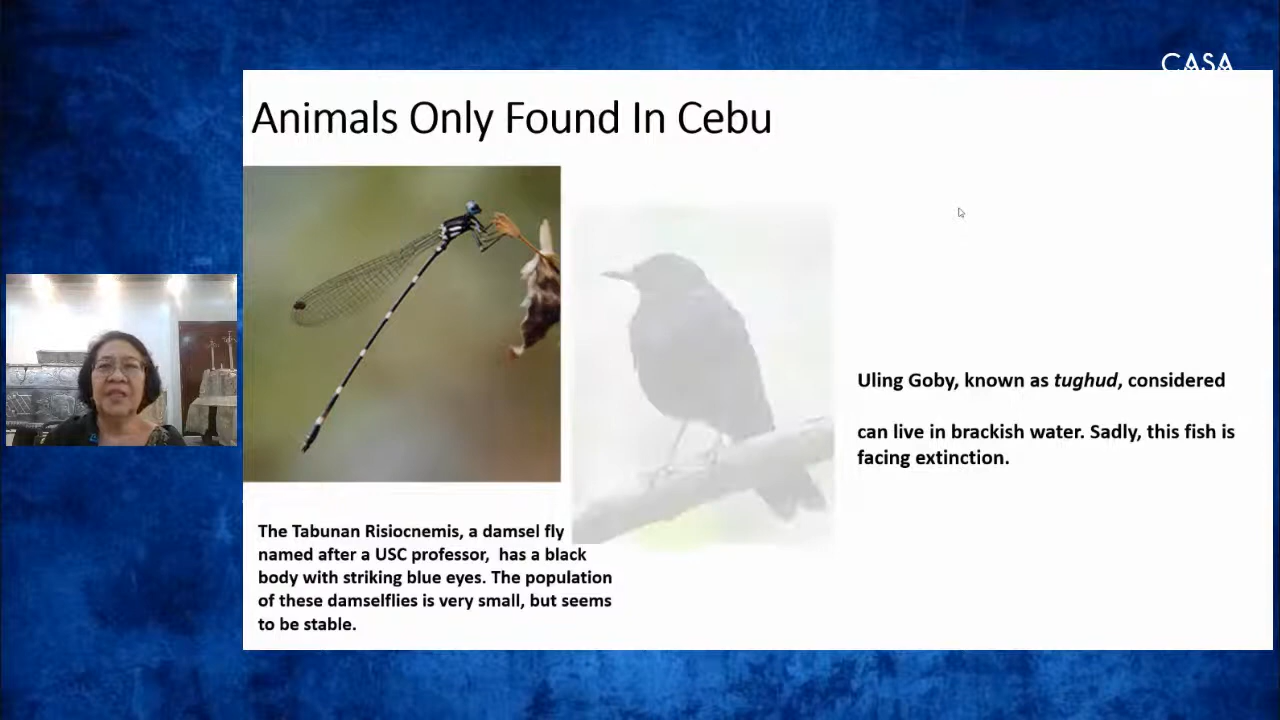 CASA
Animals Only Found In Cebu
The Tabunan Risiocnemis, a damsel fly
named after a USC professor, has a black
body with striking blue eyes. The population
of these damselflies is very small, but seems
to be stable.
Uling Goby, known as tughud, considered
can live in brackish water. Sadly, this fish is
facing extinction.